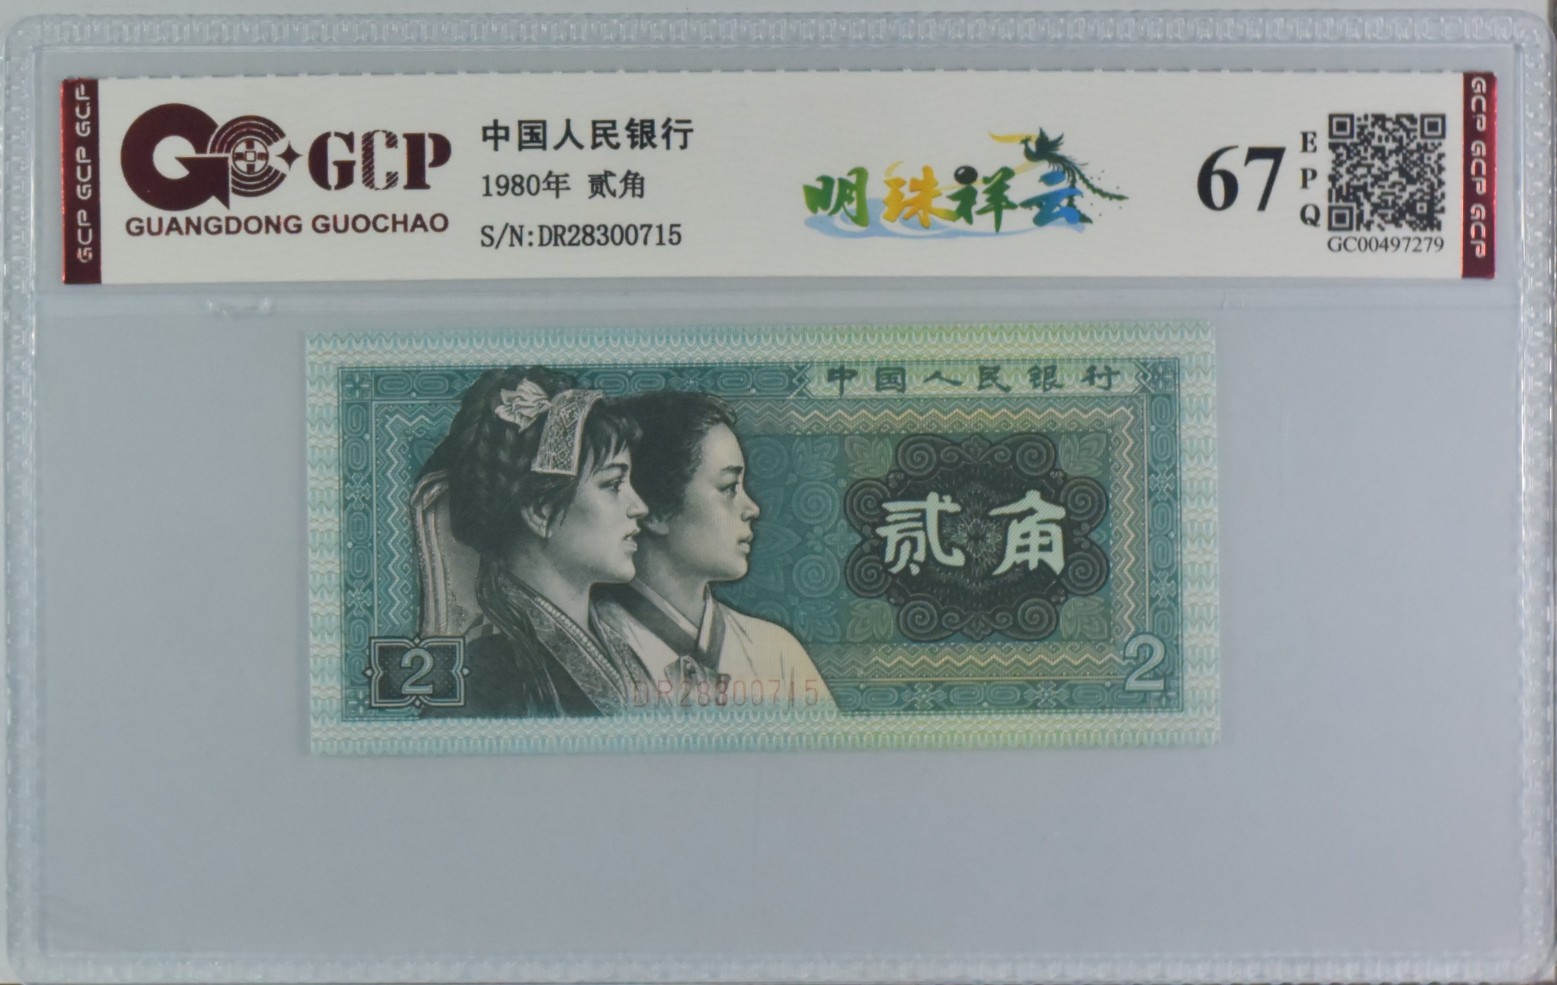 GCP GCP GCP
GCP
GUANGDONG GUOCHAO
中国人民银行
1980年 贰角
S/N:DR28300715
明珠祥云
67
EPQ
GC00497279
GCP GCP GCP
中国人民银行
贰角
2
2
DR28300715